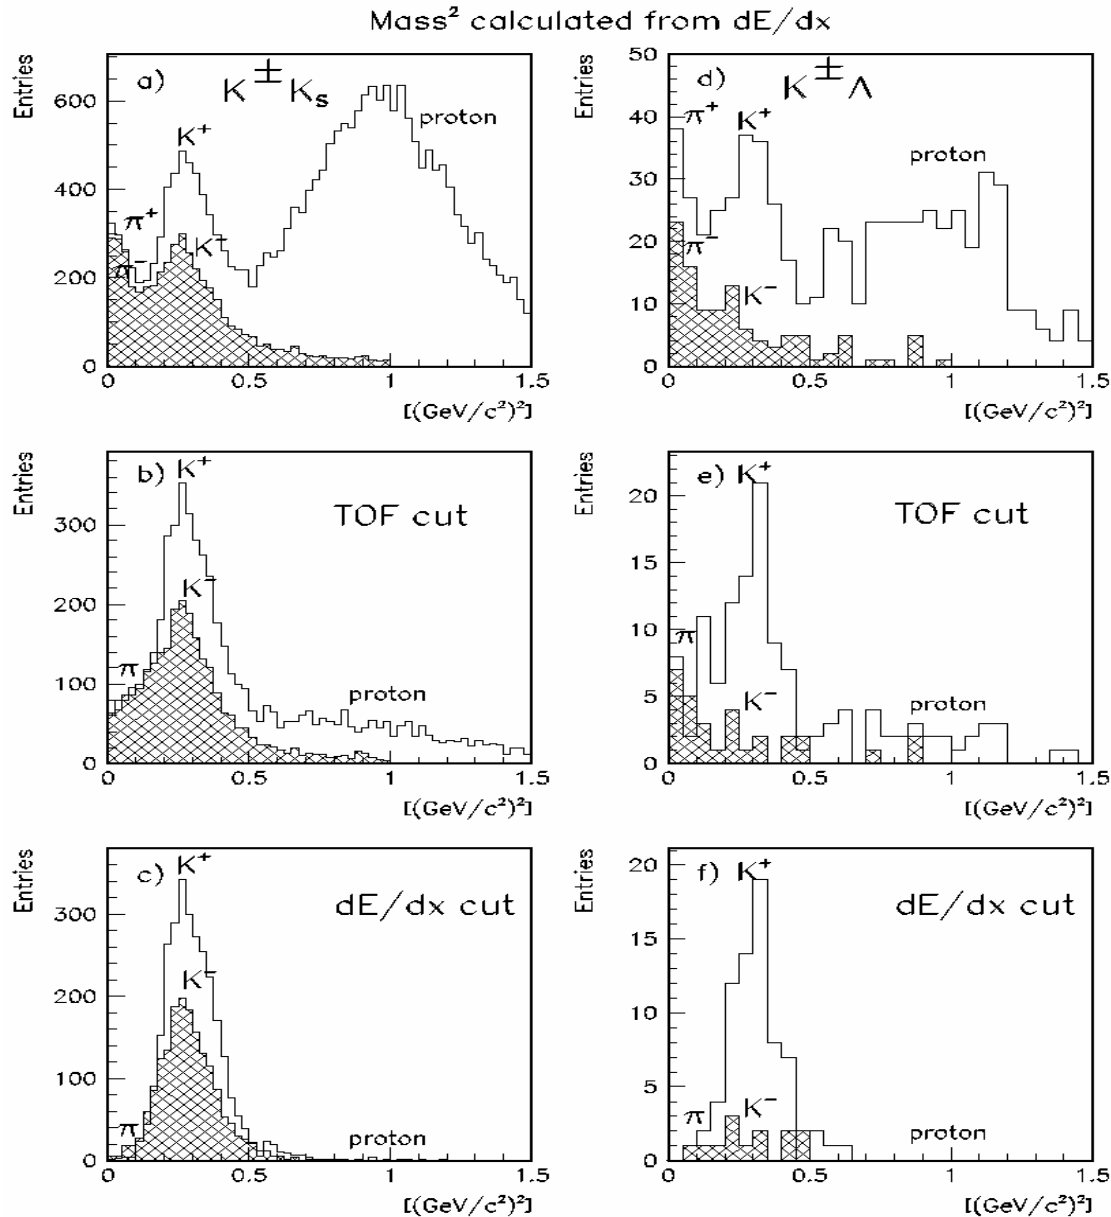 Mass² calculated from dE/dx
Entries
a)
K±Ks
K⁺
π⁺
π⁻
K⁻
proton
600
400
200
0
0 0.5 1 1.5
[(GeV/c²)²]
Entries
d)
K±Λ
π⁺
K⁺
proton
π⁻
K⁻
50
40
30
20
10
0
0 0.5 1 1.5
[(GeV/c²)²]
Entries
b)
K⁺
TOF cut
K⁻
π
proton
300
200
100
0
0 0.5 1 1.5
[(GeV/c²)²]
Entries
e)
K⁺
TOF cut
π
K⁻
proton
20
15
10
5
0
0 0.5 1 1.5
[(GeV/c²)²]
Entries
c)
K⁺
dE/dx cut
K⁻
π
proton
300
200
100
0
0 0.5 1 1.5
[(GeV/c²)²]
Entries
f)
K⁺
dE/dx cut
π
K⁻
proton
20
15
10
5
0
0 0.5 1 1.5
[(GeV/c²)²]